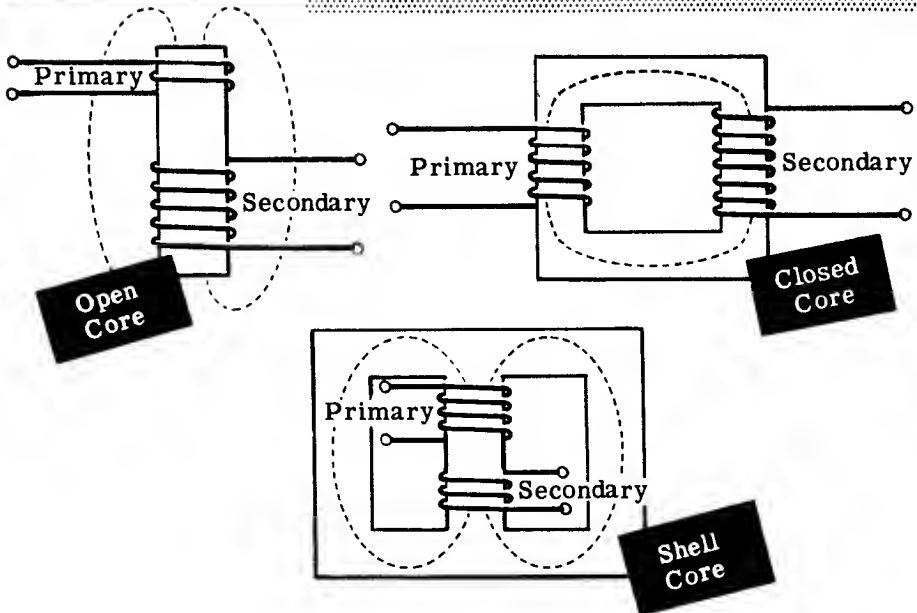 Primary
Secondary
Open
Core
Primary
Secondary
Closed
Core
Primary
Secondary
Shell
Core